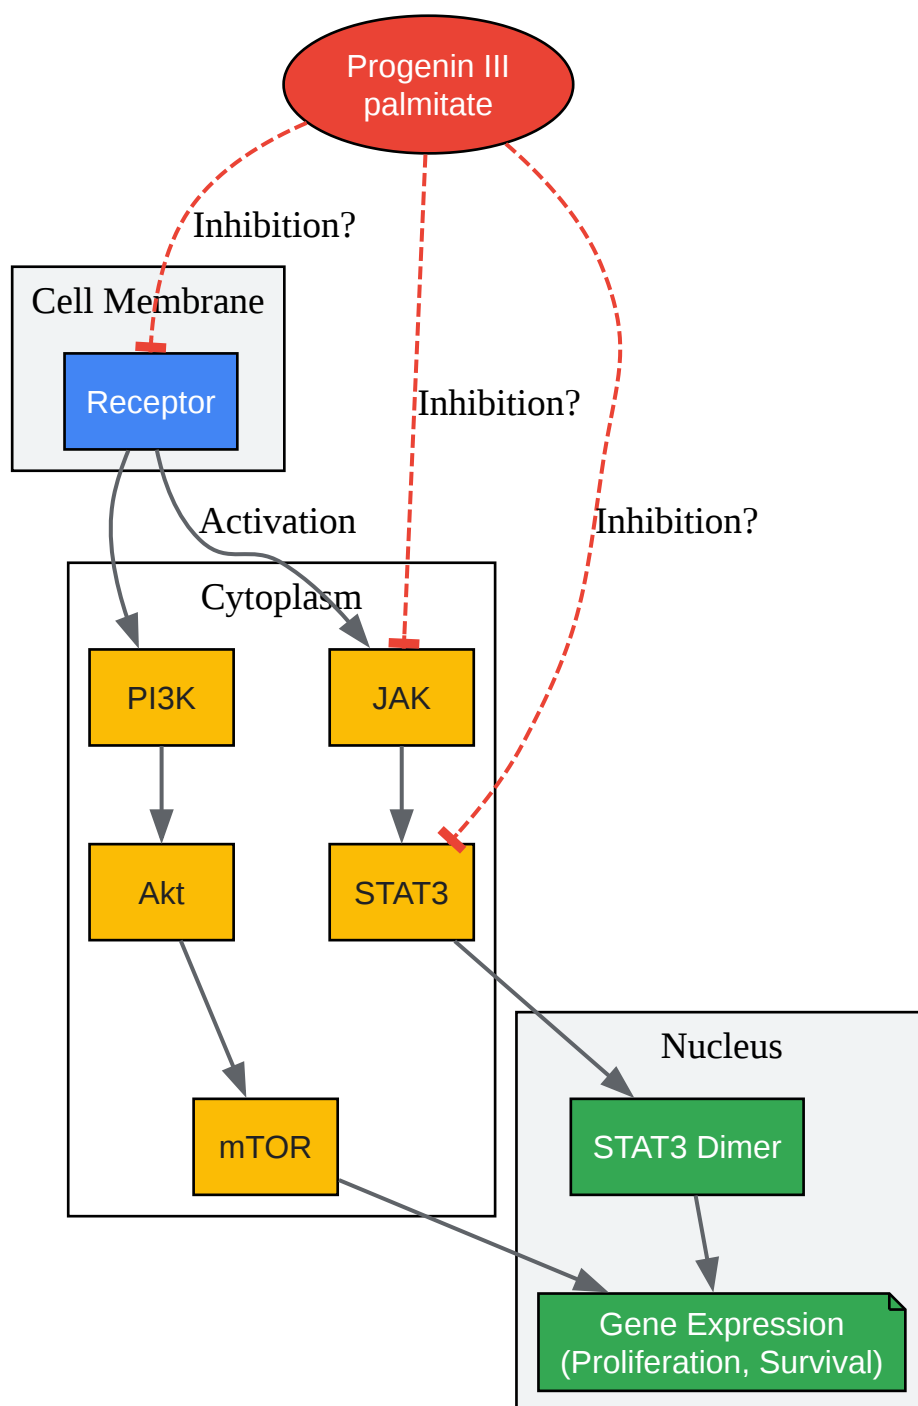 Progenin III
palmitate
Inhibition?
Cell Membrane
Receptor
Inhibition?
Activation
Inhibition?
Cytoplasm
PI3K
JAK
Akt
STAT3
Nucleus
mTOR
STAT3 Dimer
Gene Expression
(Proliferation, Survival)